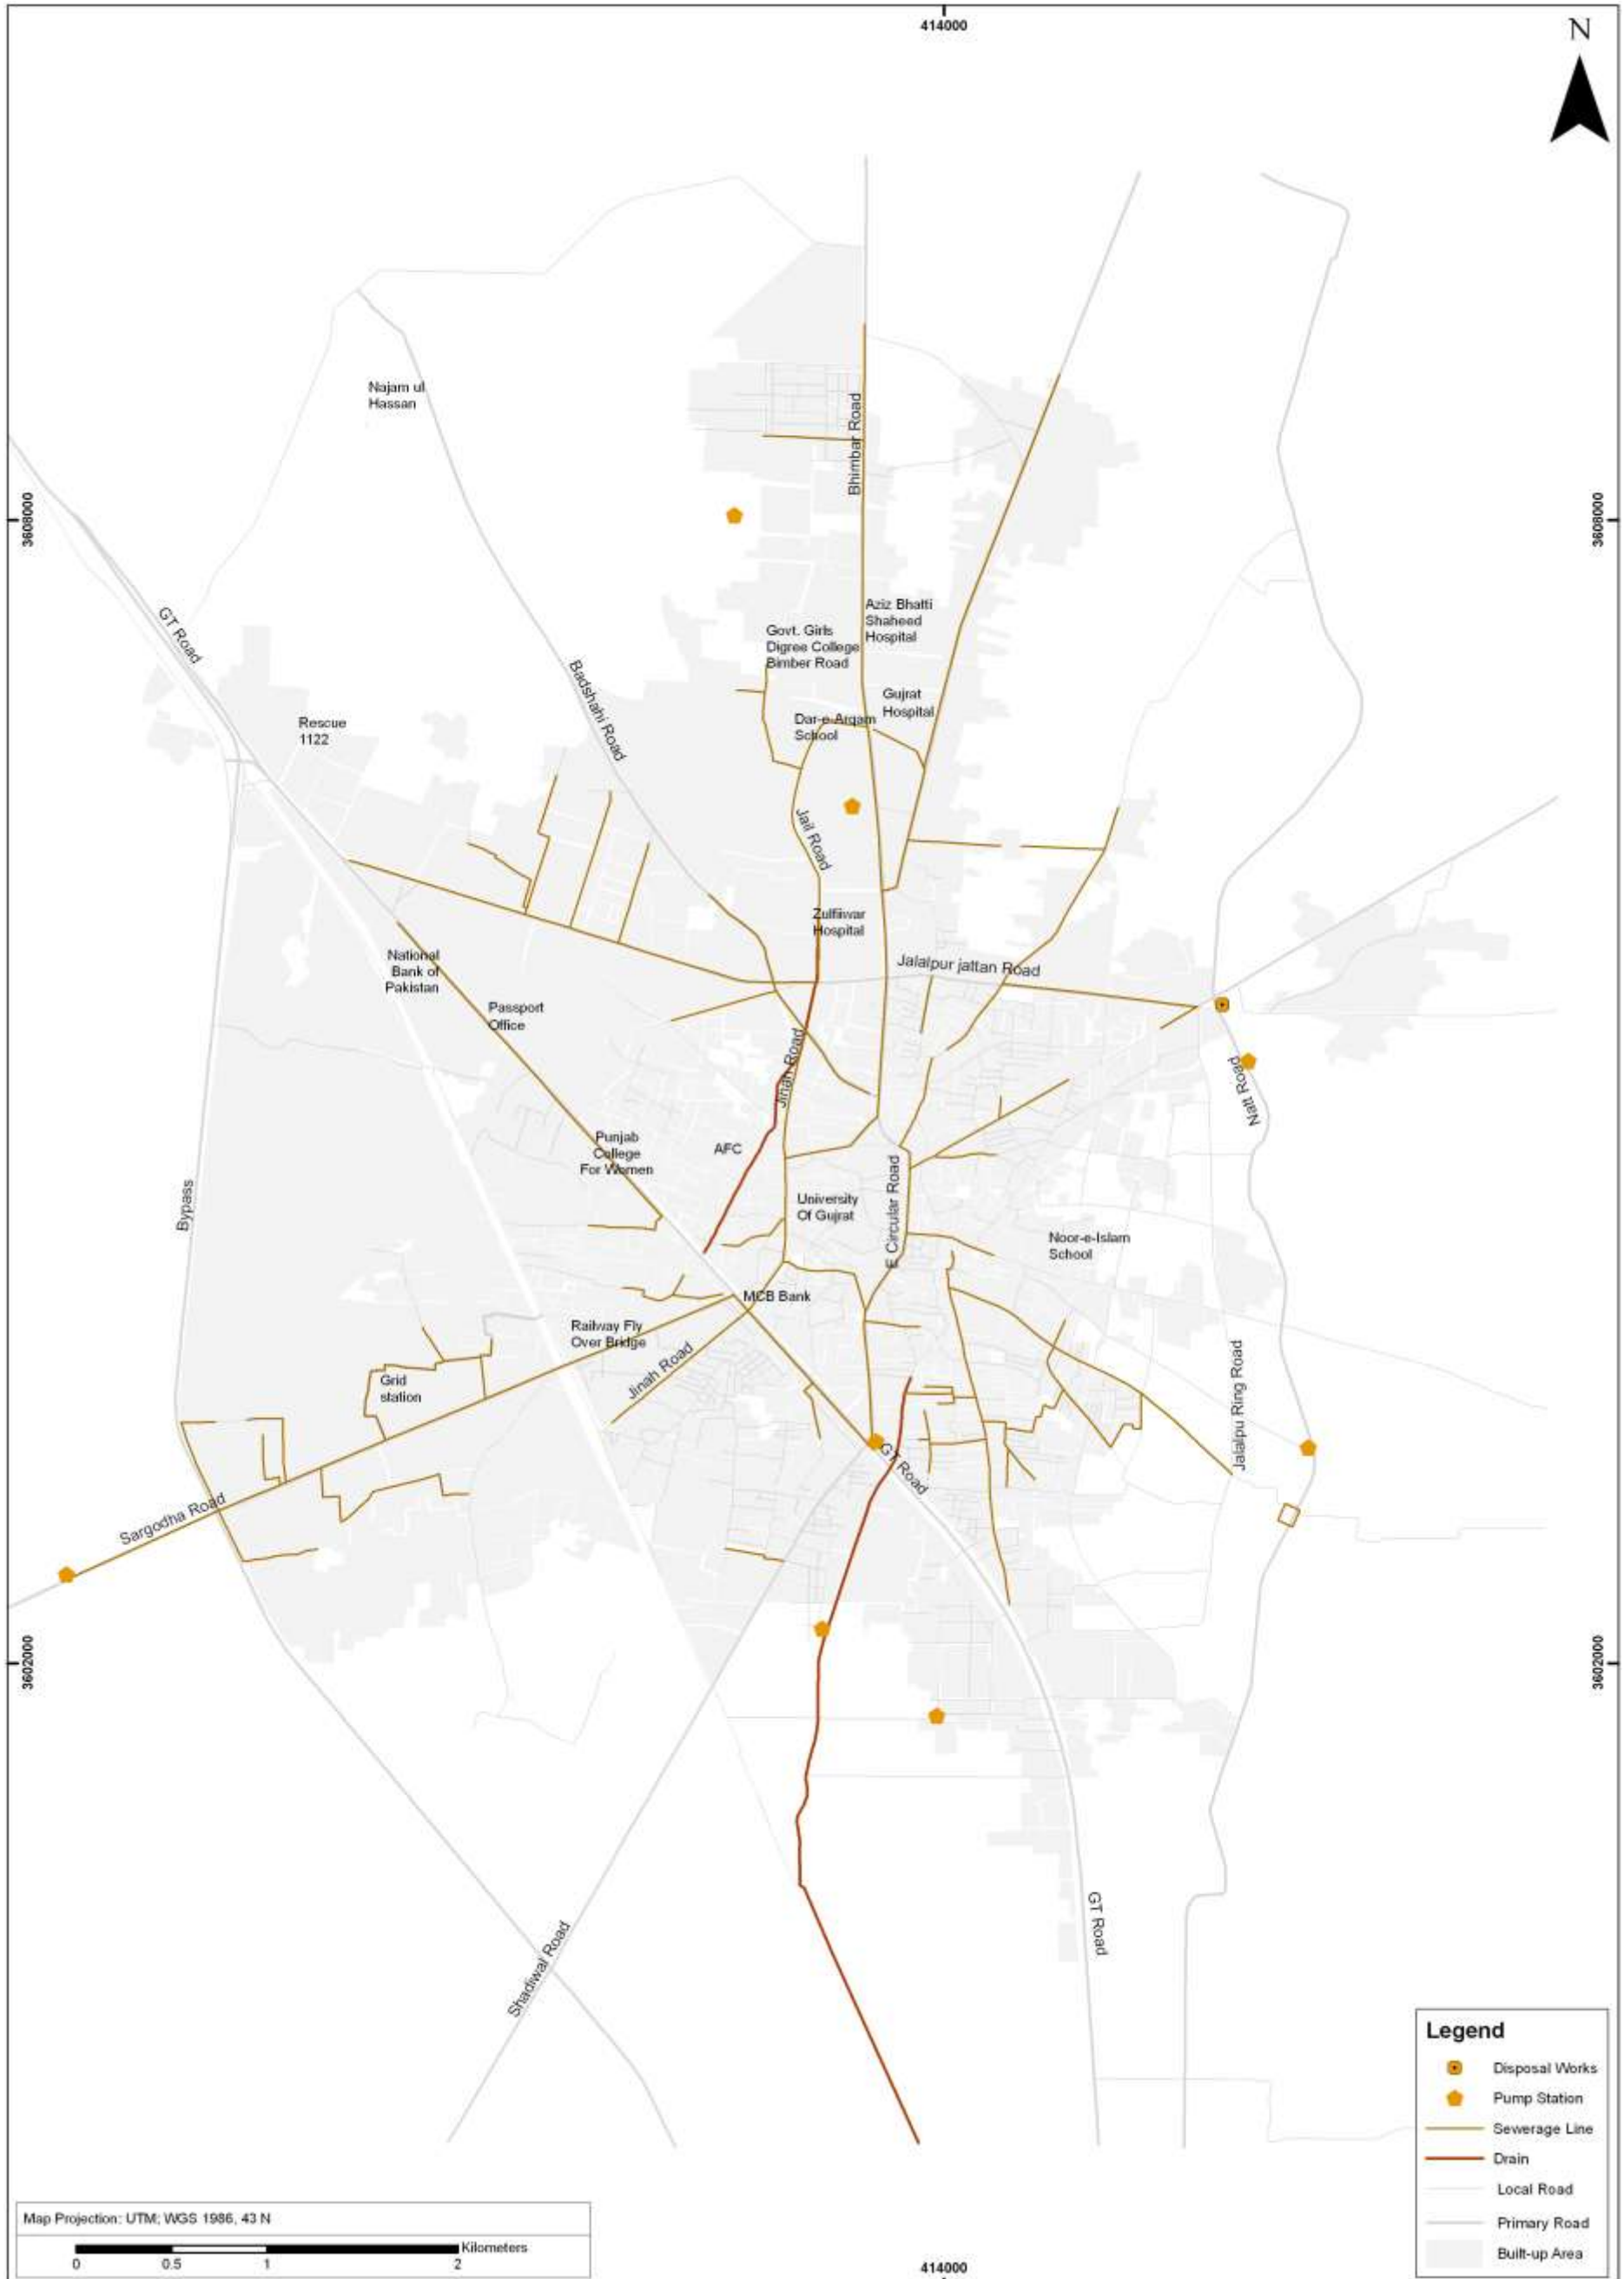 414000
N
Najam ul
Hassan
Bhimbar Road
3608000
3608000
GT Road
Aziz Bhatti
Shaheed
Hospital
Govt. Girls
Digree College
Bimber Road
Badshahi Road
Gujrat
Hospital
Rescue
1122
Dar-e-Arqam
School
Jail Road
Zulfiiwar
Hospital
National
Bank of
Pakistan
Jalalpur jattan Road
Passport
Office
Jinah Road
Natt Road
Punjab
College
For Women
AFC
Bypass
University
Of Gujrat
E Circular Road
Noor-e-Islam
School
MCB Bank
Railway Fly
Over Bridge
Jinah Road
Grid
station
Jalalpu Ring Road
GT Road
Sargodha Road
3602000
3602000
GT Road
Shadiwal Road
Legend
Disposal Works
Pump Station
Sewerage Line
Drain
Local Road
Primary Road
Built-up Area
Map Projection: UTM; WGS 1986, 43 N
Kilometers
0 0.5 1 2
414000